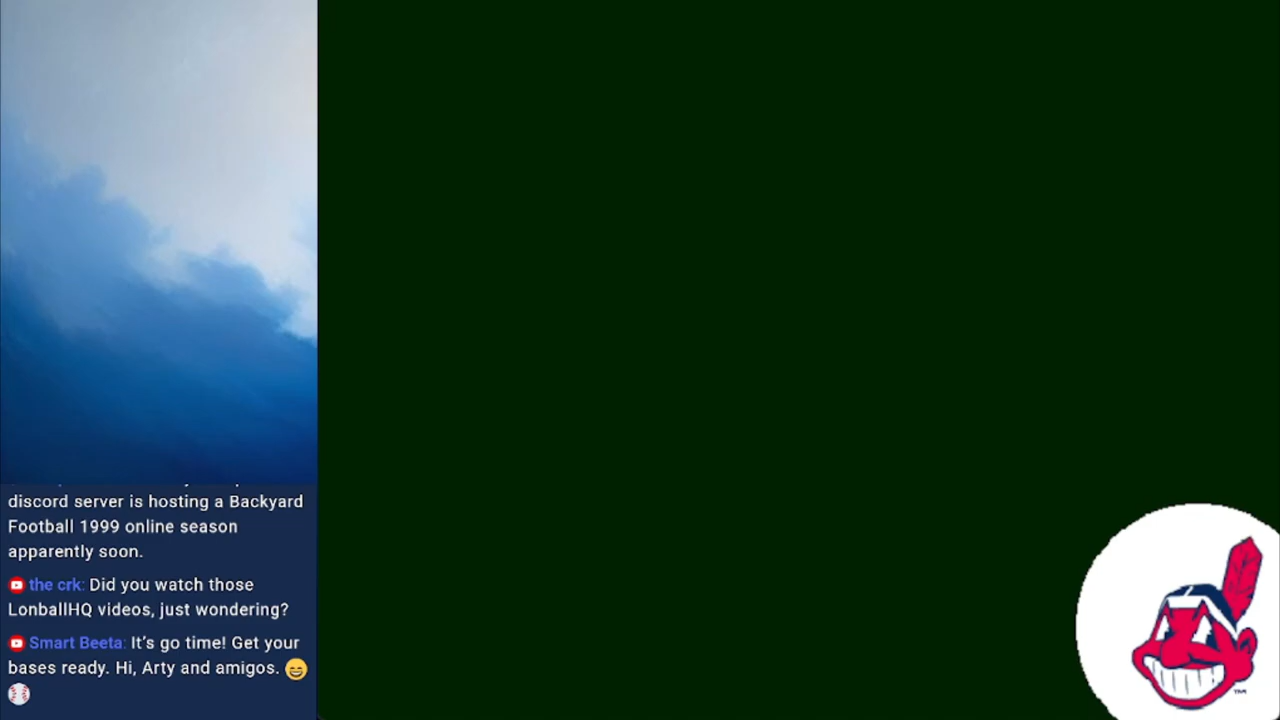 discord server is hosting a Backyard
Football 1999 online season
apparently soon.
the crk: Did you watch those
LonballHQ videos, just wondering?
Smart Beeta: It’s go time! Get your
bases ready. Hi, Arty and amigos. 😄
⚾
TM